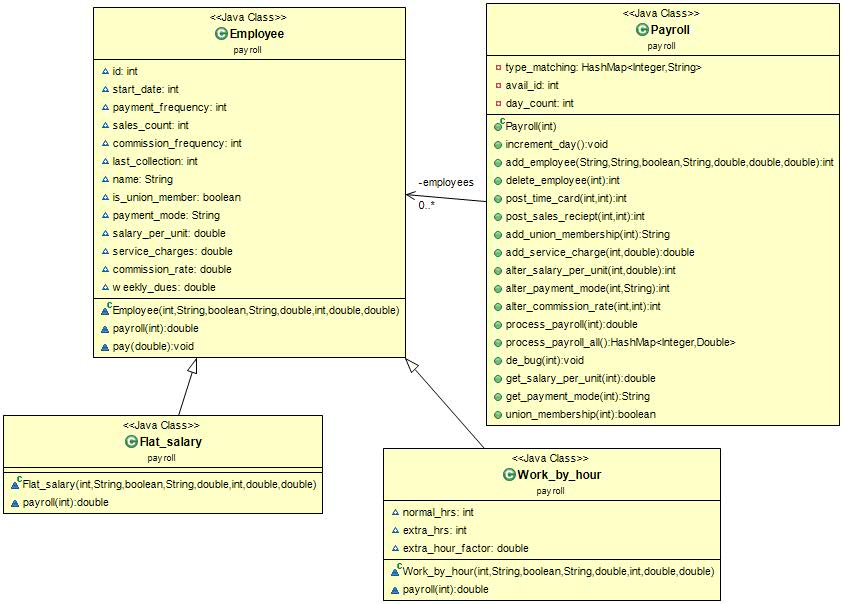 <<Java Class>>
Employee
payroll
id: int
start_date: int
payment_frequency: int
sales_count: int
commission_frequency: int
last_collection: int
name: String
is_union_member: boolean
payment_mode: String
salary_per_unit: double
service_charges: double
commission_rate: double
weekly_dues: double
Employee(int,String,boolean,String,double,int,double,double)
payroll(int):double
pay(double):void
<<Java Class>>
Payroll
payroll
type_matching: HashMap<Integer,String>
avail_id: int
day_count: int
Payroll(int)
increment_day():void
add_employee(String,String,boolean,String,double,double,double):int
delete_employee(int):int
post_time_card(int,int):int
post_sales_reciept(int,int):int
add_union_membership(int):String
add_service_charge(int,double):double
alter_salary_per_unit(int,double):int
alter_payment_mode(int,String):int
alter_commission_rate(int,int):int
process_payroll(int):double
process_payroll_all():HashMap<Integer,Double>
de_bug(int):void
get_salary_per_unit(int):double
get_payment_mode(int):String
union_membership(int):boolean
-employees
0..*
<<Java Class>>
Flat_salary
payroll
Flat_salary(int,String,boolean,String,double,int,double,double)
payroll(int):double
<<Java Class>>
Work_by_hour
payroll
normal_hrs: int
extra_hrs: int
extra_hour_factor: double
Work_by_hour(int,String,boolean,String,double,int,double,double)
payroll(int):double